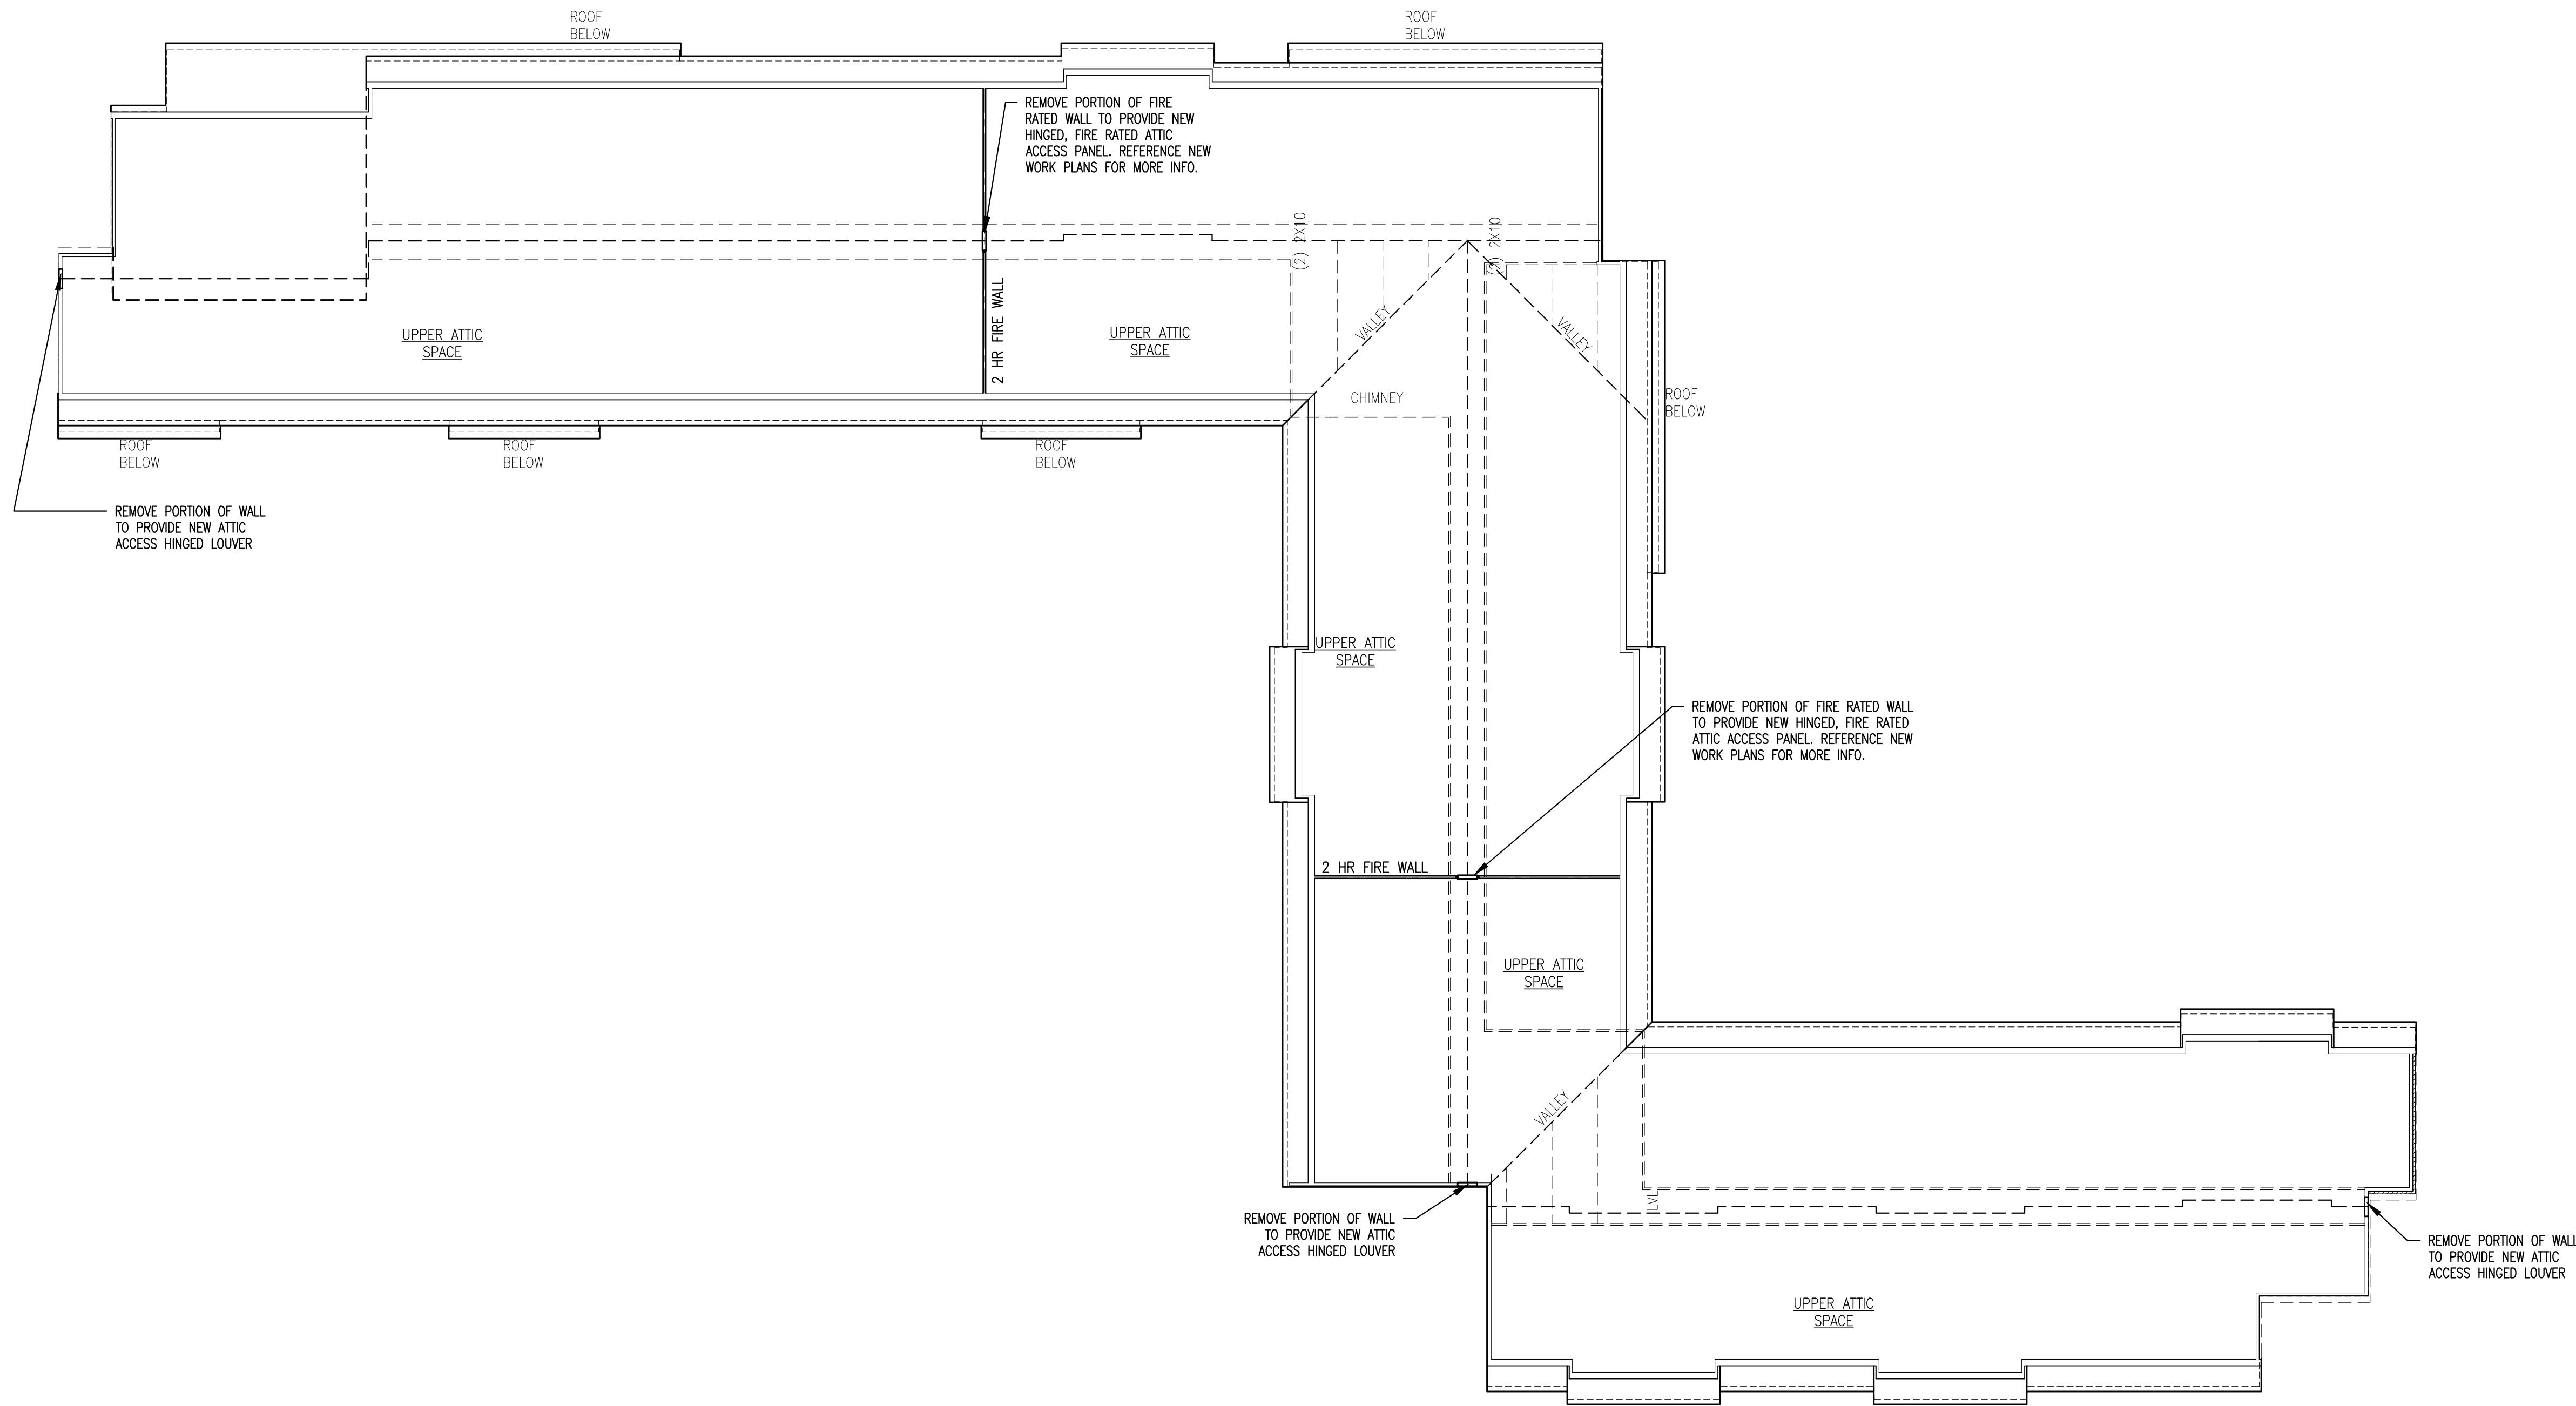 ROOF
BELOW
ROOF
BELOW
REMOVE PORTION OF FIRE
RATED WALL TO PROVIDE NEW
HINGED, FIRE RATED ATTIC
ACCESS PANEL. REFERENCE NEW
WORK PLANS FOR MORE INFO.
(2) 2X10
(2) 2X10
2 HR FIRE WALL
UPPER ATTIC
SPACE
UPPER ATTIC
SPACE
VALLEY
VALLEY
CHIMNEY
ROOF
BELOW
ROOF
BELOW
ROOF
BELOW
ROOF
BELOW
REMOVE PORTION OF WALL
TO PROVIDE NEW ATTIC
ACCESS HINGED LOUVER
UPPER ATTIC
SPACE
REMOVE PORTION OF FIRE RATED WALL
TO PROVIDE NEW HINGED, FIRE RATED
ATTIC ACCESS PANEL. REFERENCE NEW
WORK PLANS FOR MORE INFO.
2 HR FIRE WALL
UPPER ATTIC
SPACE
VALLEY
LVL
REMOVE PORTION OF WALL
TO PROVIDE NEW ATTIC
ACCESS HINGED LOUVER
REMOVE PORTION OF WALL
TO PROVIDE NEW ATTIC
ACCESS HINGED LOUVER
UPPER ATTIC
SPACE